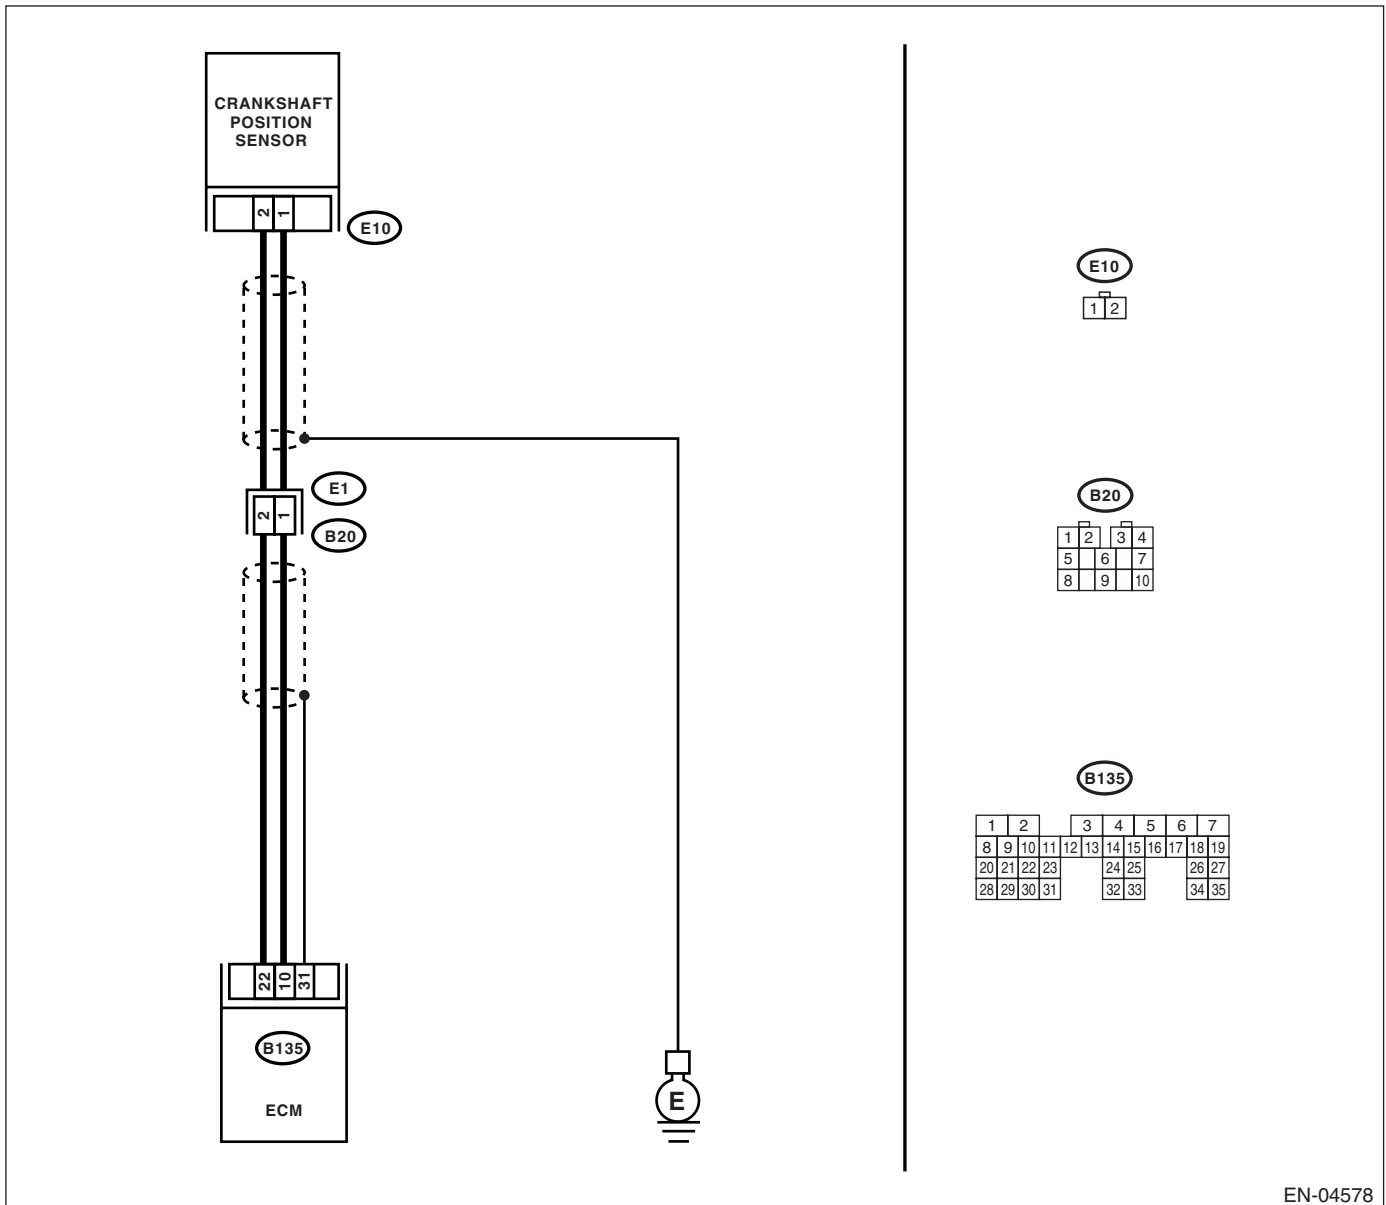 CRANKSHAFT
POSITION
SENSOR
2 1
E10
E1
2 1
B20
22 10 31
B135
ECM
E
E10
1 2
B20
1 2 3 4
5 6 7
8 9 10
B135
1 2 3 4 5 6 7
8 9 10 11 12 13 14 15 16 17 18 19
20 21 22 23 24 25 26 27
28 29 30 31 32 33 34 35
EN-04578